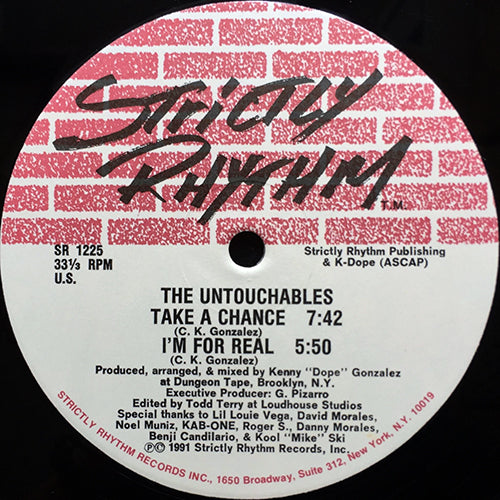 STRICTLY
RHYTHM
T.M.
SR 1225
33⅓ RPM
U.S.
Strictly Rhythm Publishing
& K-Dope (ASCAP)
THE UNTOUCHABLES
TAKE A CHANCE 7:42
(C. K. Gonzalez)
I'M FOR REAL 5:50
(C. K. Gonzalez)
Produced, arranged, & mixed by Kenny "Dope" Gonzalez
at Dungeon Tape, Brooklyn, N.Y.
Executive Producer: G. Pizarro
Edited by Todd Terry at Loudhouse Studios
Special thanks to Lil Louie Vega, David Morales,
Noel Muniz, KAB-ONE, Roger S., Danny Morales,
Benji Candilario, & Kool "Mike" Ski
℗© 1991 Strictly Rhythm Records, Inc.
STRICTLY RHYTHM RECORDS INC., 1650 Broadway, Suite 312, New York, N.Y. 10019